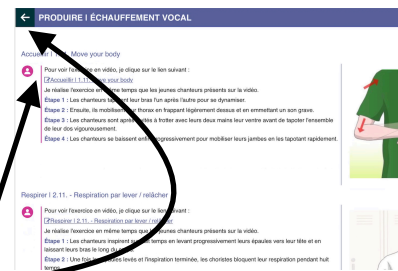 PRODUIRE I ÉCHAUFFEMENT VOCAL
Accueillir I 1.11. Move your body
Pour voir l'exercice en vidéo, je clique sur le lien suivant :
Accueillir I 1.11. Move your body
Je réalise l'exercice en même temps que les jeunes chanteurs présents sur la vidéo.
Étape 1 : Les chanteurs tapotent leur bras l'un après l'autre pour se dynamiser.
Étape 2 : Ensuite, ils mobilisent leur thorax en frappant légèrement dessus et en emmettant un son grave.
Étape 3 : Les chanteurs sont après invités à frotter avec leurs deux mains leur ventre avant de tapoter l'ensemble
de leur dos vigoureusement.
Étape 4 : Les chanteurs se baissent enfin progressivement pour mobiliser leurs jambes en les tapotant rapidement.
Respirer I 2.11. - Respiration par lever / relâcher
Pour voir l'exercice en vidéo, je clique sur le lien suivant :
Respirer I 2.11. - Respiration par lever / relâcher
Je réalise l'exercice en même temps que les jeunes chanteurs présents sur la vidéo.
Étape 1 : Les chanteurs inspirent sur huit temps en levant progressivement leurs épaules vers leur tête et en
laissant leurs bras le long du corps.
Étape 2 : Une fois les épaules levées et l'inspiration terminée, les choristes bloquent leur respiration pendant huit
temps.